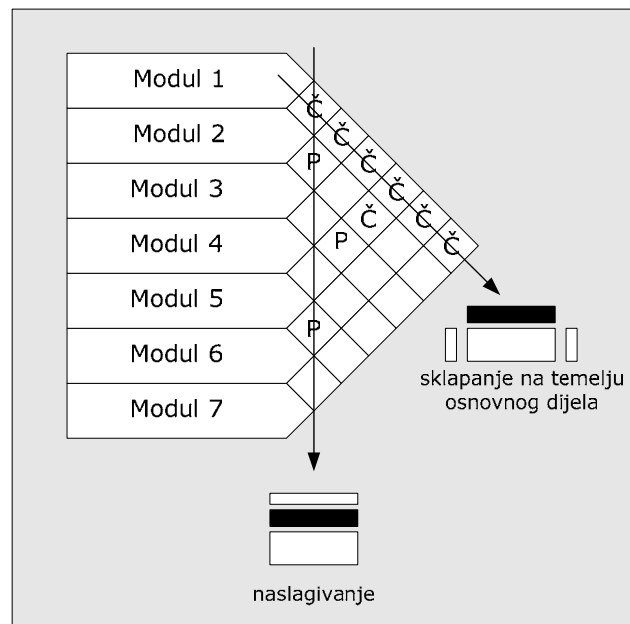 Modul 1
Č
Modul 2
Č
P
Č
Modul 3
Č
Č
Č
Modul 4
P
Č
Modul 5
P
Modul 6
Modul 7
sklapanje na temelju
osnovnog dijela
naslagivanje